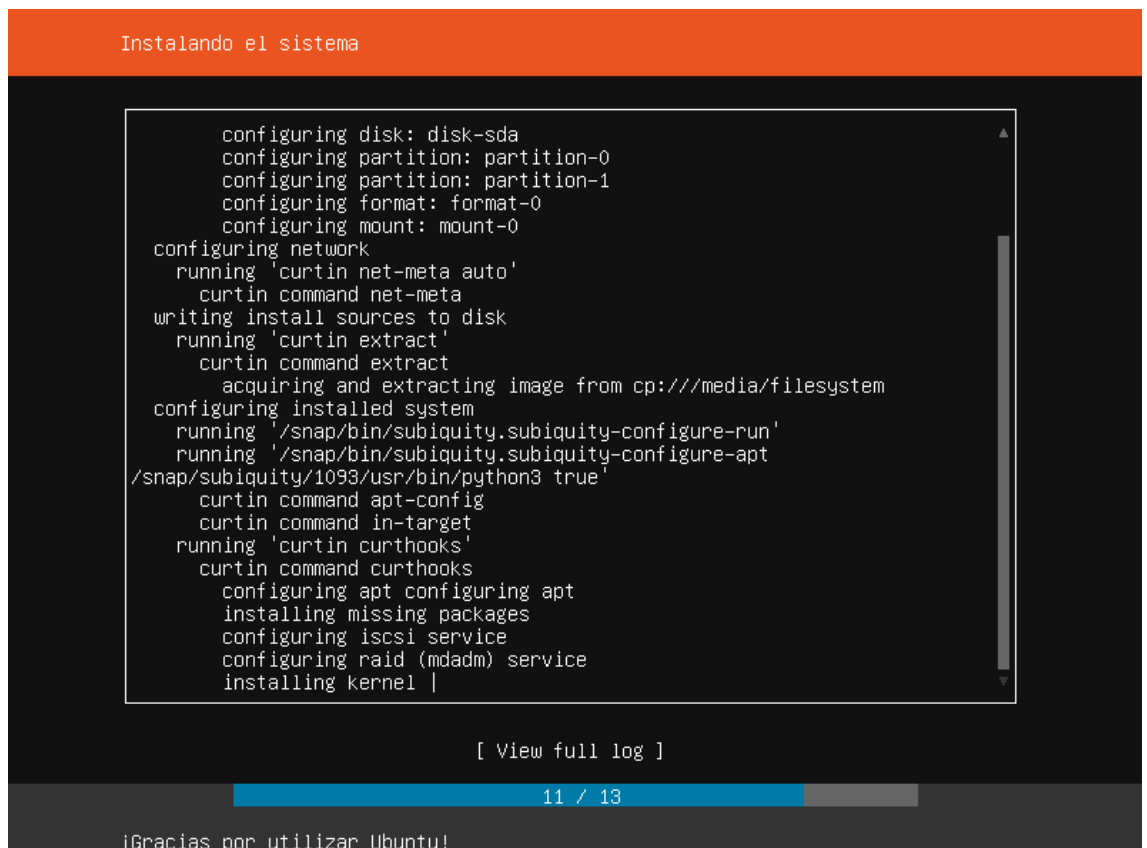 Instalando el sistema
configuring disk: disk-sda
configuring partition: partition-0
configuring partition: partition-1
configuring format: format-0
configuring mount: mount-0
configuring network
running 'curtin net-meta auto'
curtin command net-meta
writing install sources to disk
running 'curtin extract'
curtin command extract
acquiring and extracting image from cp:///media/filesystem
configuring installed system
running '/snap/bin/subiquity.subiquity-configure-run'
running '/snap/bin/subiquity.subiquity-configure-apt
/snap/subiquity/1093/usr/bin/python3 true'
curtin command apt-config
curtin command in-target
running 'curtin curthooks'
curtin command curthooks
configuring apt configuring apt
installing missing packages
configuring iscsi service
configuring raid (mdadm) service
installing kernel |
[ View full log ]
11 / 13
¡Gracias por utilizar Ubuntu!